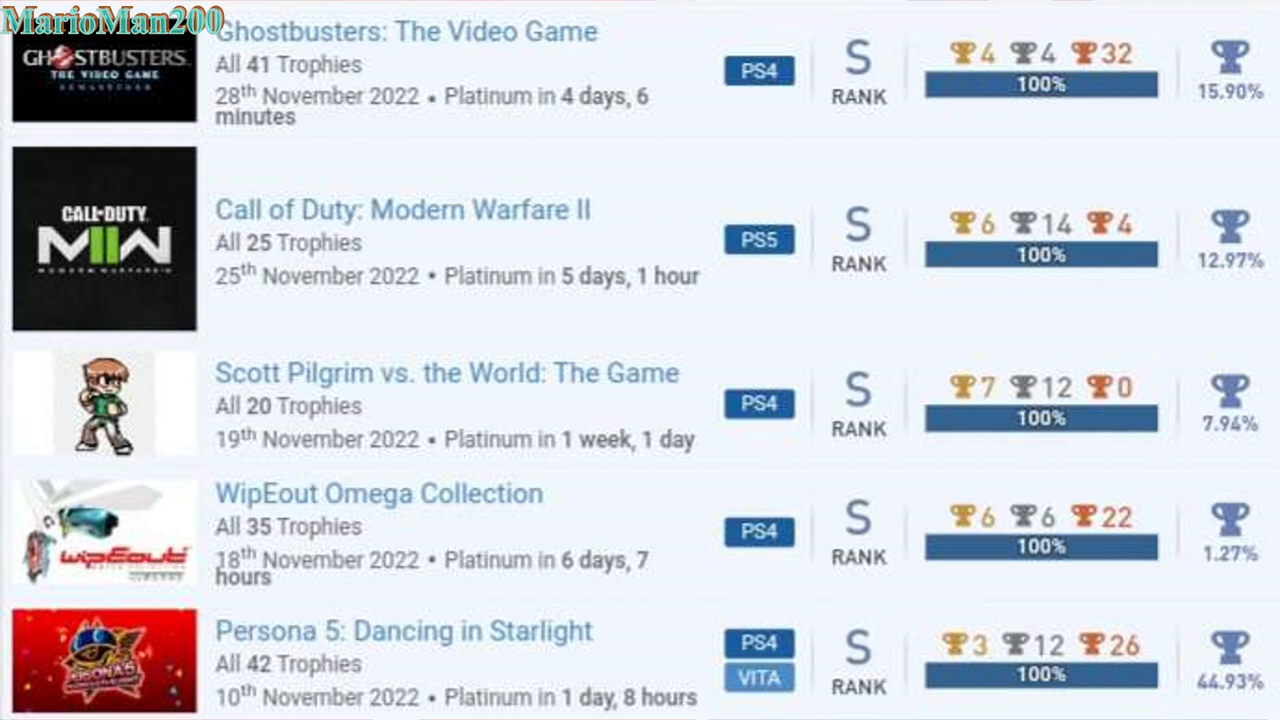 MarioMan200
Ghostbusters: The Video Game
GHOSTBUSTERS
THE VIDEO GAME
REMASTERED
All 41 Trophies
28th November 2022 • Platinum in 4 days, 6
minutes
PS4
S
RANK
4 4 32
100%
15.90%
CALL OF DUTY
MWII
MODERN WARFARE II
Call of Duty: Modern Warfare II
All 25 Trophies
25th November 2022 • Platinum in 5 days, 1 hour
PS5
S
RANK
6 14 4
100%
12.97%
Scott Pilgrim vs. the World: The Game
All 20 Trophies
19th November 2022 • Platinum in 1 week, 1 day
PS4
S
RANK
7 12 0
100%
7.94%
wipEout
WipEout Omega Collection
All 35 Trophies
18th November 2022 • Platinum in 6 days, 7
hours
PS4
S
RANK
6 6 22
100%
1.27%
PERSONA5
Persona 5: Dancing in Starlight
All 42 Trophies
10th November 2022 • Platinum in 1 day, 8 hours
PS4
VITA
S
RANK
3 12 26
100%
44.93%